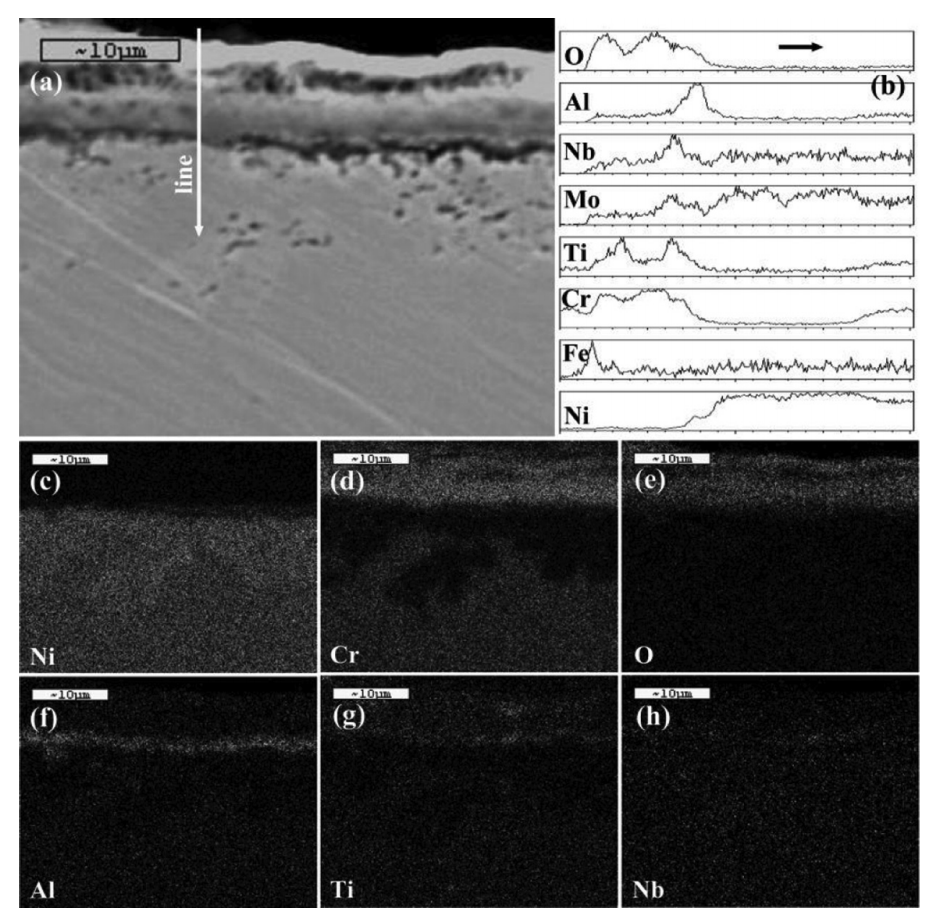 ~10μm
(a)
line
O
(b)
Al
Nb
Mo
Ti
Cr
Fe
Ni
~10μm
(c)
Ni
~10μm
(d)
Cr
~10μm
(e)
O
~10μm
(f)
Al
~10μm
(g)
Ti
~10μm
(h)
Nb